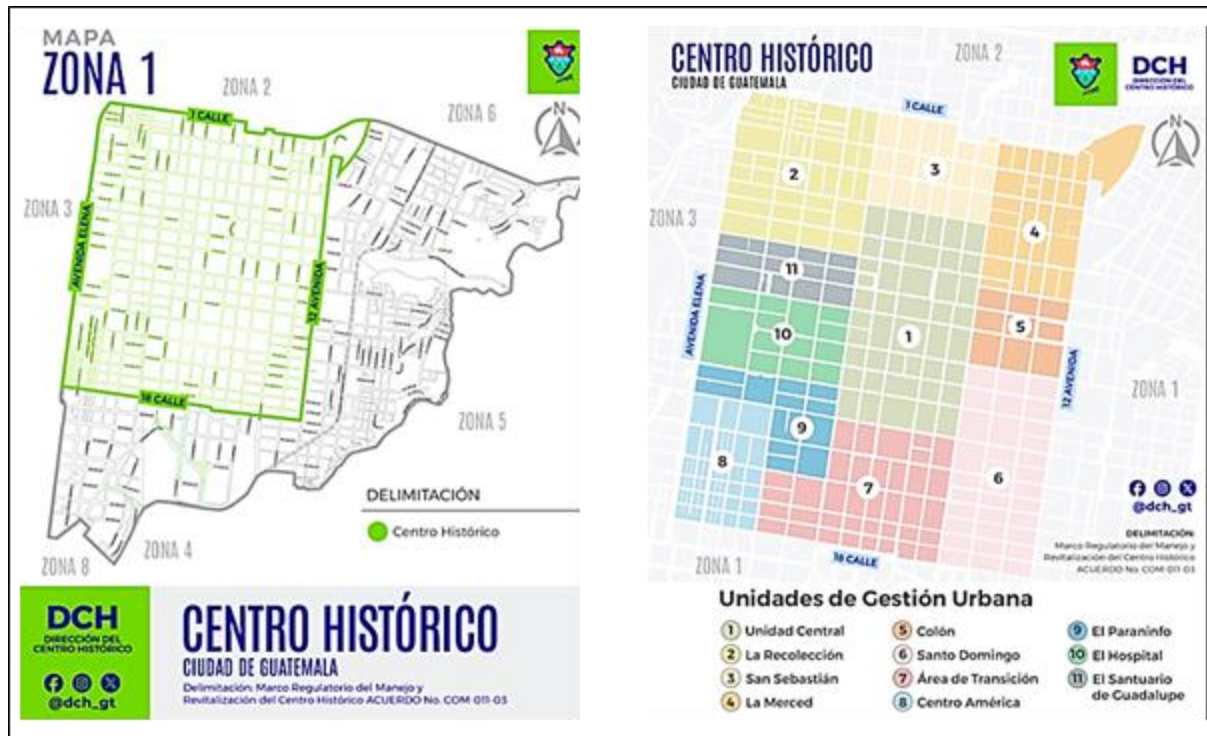 MAPA
ZONA 1
ZONA 2
1 CALLE
ZONA 6
N
ZONA 3
AVENIDA ELENA
12 AVENIDA
18 CALLE
ZONA 5
DELIMITACIÓN
Centro Histórico
ZONA 4
ZONA 8
DCH
DIRECCIÓN DEL
CENTRO HISTÓRICO
@dch_gt
CENTRO HISTÓRICO
CIUDAD DE GUATEMALA
Delimitación: Marco Regulatorio del Manejo y
Revitalización del Centro Histórico ACUERDO No. COM-011-03
CENTRO HISTÓRICO
CIUDAD DE GUATEMALA
ZONA 2
DCH
DIRECCIÓN DEL
CENTRO HISTÓRICO
1 CALLE
N
2
3
ZONA 3
4
11
AVENIDA ELENA
10
1
5
12 AVENIDA
ZONA 1
9
8
7
6
@dch_gt
18 CALLE
ZONA 1
DELIMITACIÓN:
Marco Regulatorio del Manejo y
Revitalización del Centro Histórico
ACUERDO No. COM-011-03
Unidades de Gestión Urbana
1 Unidad Central
2 La Recolección
3 San Sebastián
4 La Merced
5 Colón
6 Santo Domingo
7 Área de Transición
8 Centro América
9 El Paraninfo
10 El Hospital
11 El Santuario
de Guadalupe